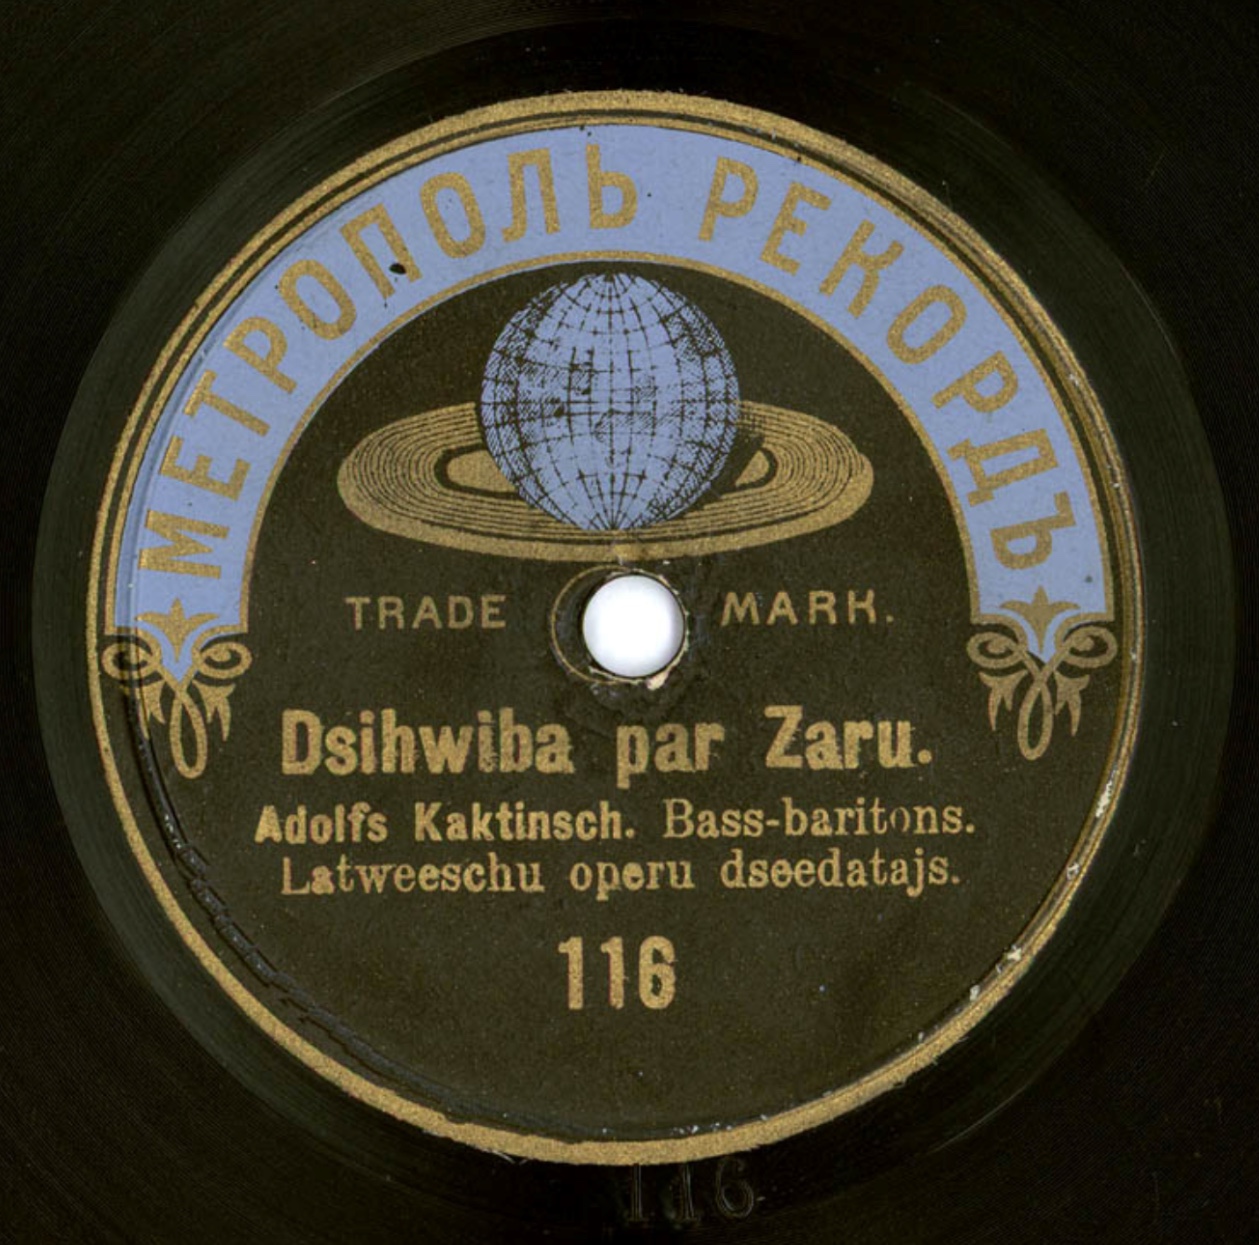 МЕТРОПОЛЬ РЕКОРДЪ
TRADE MARK.
Dsihwiba par Zaru.
Adolfs Kaktinsch. Bass-baritons.
Latweeschu operu dseedatajs.
116
116